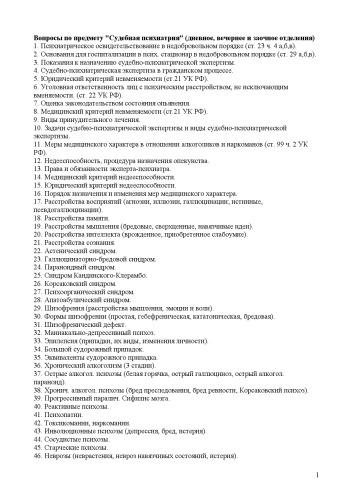 Вопросы по предмету "Судебная психиатрия" (дневное, вечернее и заочное отделения)
1. Психиатрическое освидетельствование в недобровольном порядке (ст. 23 ч. 4 а,б,в).
2. Основания для госпитализации в псих. стационар в недобровольном порядке (ст. 29 а,б,в).
3. Показания к назначению судебно-психиатрической экспертизы.
4. Судебно-психиатрическая экспертиза в гражданском процессе.
5. Юридический критерий невменяемости (ст.21 УК РФ).
6. Уголовная ответственность лиц с психическим расстройством, не исключающим
вменяемости. (ст. 22 УК РФ).
7. Оценка законодательством состояния опьянения.
8. Медицинский критерий невменяемости (ст.21 УК РФ).
9. Виды принудительного лечения.
10. Задачи судебно-психиатрической экспертизы и виды судебно-психиатрической
экспертизы.
11. Меры медицинского характера в отношении алкоголиков и наркоманов (ст. 99 ч. 2 УК
РФ).
12. Недееспособность, процедура назначения опекунства.
13. Права и обязанности эксперта-психиатра.
14. Медицинский критерий недееспособности.
15. Юридический критерий недееспособности.
16. Порядок назначения и изменения мер медицинского характера.
17. Расстройства восприятий (агнозии, иллюзии, галлюцинации, истинные,
псевдогаллюцинации).
18. Расстройства памяти.
19. Расстройства мышления (бредовые, сверхценные, навязчивые идеи).
20. Расстройства интеллекта (врожденное, приобретенное слабоумие).
21. Расстройства сознания.
22. Астенический синдром.
23. Галлюцинаторно-бредовой синдром.
24. Параноидный синдром.
25. Синдром Кандинского-Клерамбо.
26. Корсаковский синдром.
27. Психоорганический синдром.
28. Апатоабулический синдром.
29. Шизофрения (расстройства мышления, эмоции и воли).
30. Формы шизофрении (простая, гебефреническая, кататоническая, бредовая).
31. Шизофренический дефект.
32. Маниакально-депрессивный психоз.
33. Эпилепсия (припадки, их виды, изменения личности).
34. Большой судорожный припадок.
35. Эквиваленты судорожного припадка.
36. Хронический алкоголизм (3 стадии).
37. Острые алкогол. психозы (белая горячка, острый галлюциноз, острый алкогол.
параноид).
38. Хронич. алкогол. психозы (бред преследования, бред ревности, Корсаковский психоз).
39. Прогрессивный паралич. Сифилис мозга.
40. Реактивные психозы.
41. Психопатии.
42. Токсикомании, наркомании.
43. Инволюционные психозы (депрессия, бред, истерия).
44. Сосудистые психозы.
45. Старческие психозы.
46. Неврозы (неврастения, невроз навязчивых состояний, истерия).
1